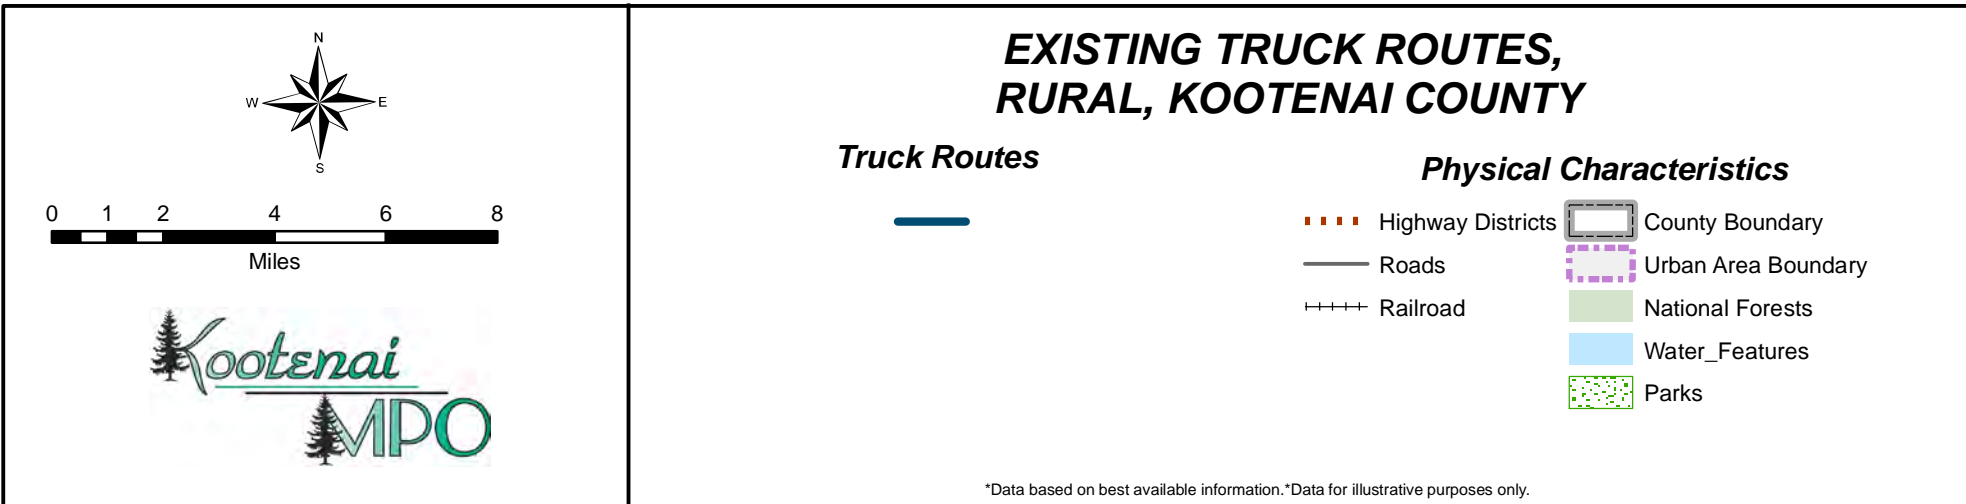 N
W E
S
0 1 2 4 6 8
Miles
Kootenai
MPO
EXISTING TRUCK ROUTES,
RURAL, KOOTENAI COUNTY
Truck Routes
Physical Characteristics
Highway Districts
Roads
Railroad
County Boundary
Urban Area Boundary
National Forests
Water_Features
Parks
*Data based on best available information.*Data for illustrative purposes only.